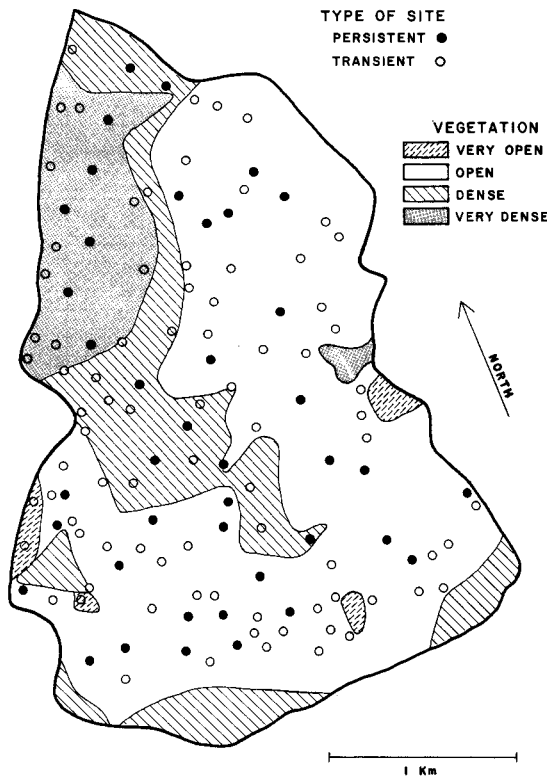 TYPE OF SITE
PERSISTENT
TRANSIENT
VEGETATION
VERY OPEN
OPEN
DENSE
VERY DENSE
NORTH
1 Km